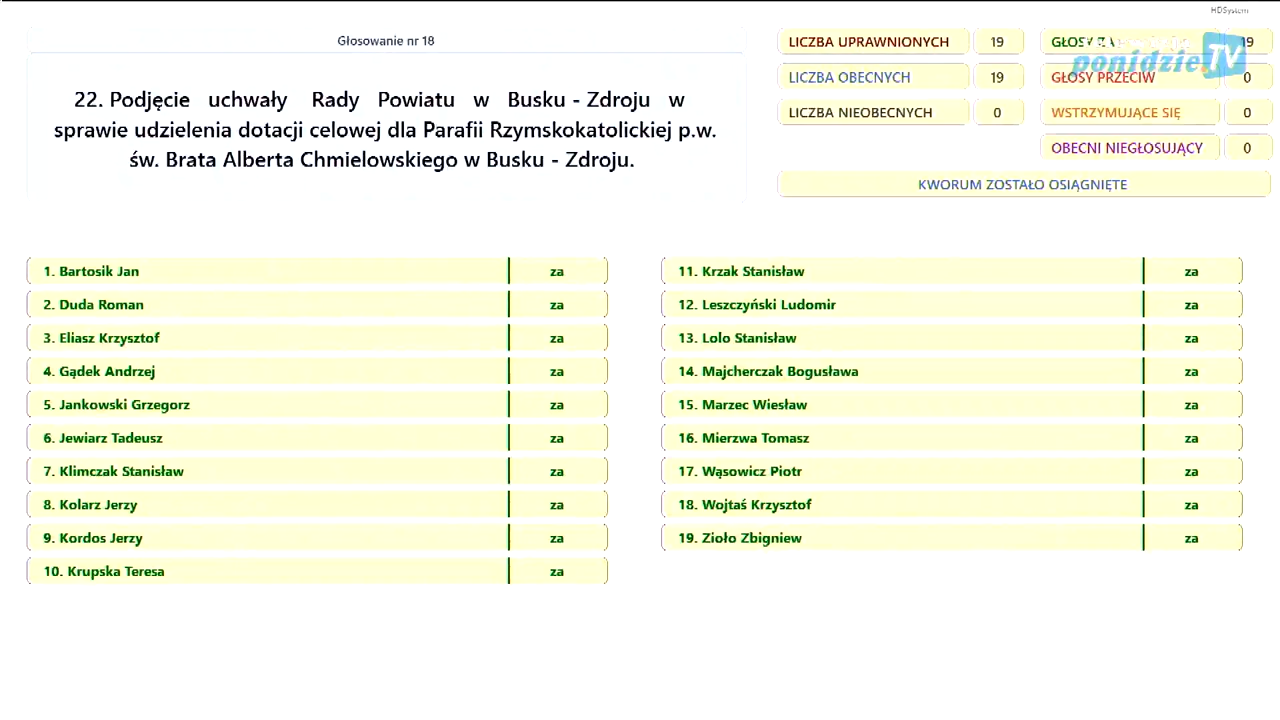 HDSystem
Głosowanie nr 18
22. Podjęcie uchwały Rady Powiatu w Busku - Zdroju w
sprawie udzielenia dotacji celowej dla Parafii Rzymskokatolickiej p.w.
św. Brata Alberta Chmielowskiego w Busku - Zdroju.
LICZBA UPRAWNIONYCH 19
LICZBA OBECNYCH 19
LICZBA NIEOBECNYCH 0
GŁOSY ZA 19
GŁOSY PRZECIW 0
WSTRZYMUJĄCE SIĘ 0
OBECNI NIEGŁOSUJĄCY 0
KWORUM ZOSTAŁO OSIĄGNIĘTE
ponidzie.TV
1. Bartosik Jan za
2. Duda Roman za
3. Eliasz Krzysztof za
4. Gądek Andrzej za
5. Jankowski Grzegorz za
6. Jewiarz Tadeusz za
7. Klimczak Stanisław za
8. Kolarz Jerzy za
9. Kordos Jerzy za
10. Krupska Teresa za
11. Krzak Stanisław za
12. Leszczyński Ludomir za
13. Lolo Stanisław za
14. Majcherczak Bogusława za
15. Marzec Wiesław za
16. Mierzwa Tomasz za
17. Wąsowicz Piotr za
18. Wojtaś Krzysztof za
19. Zioło Zbigniew za